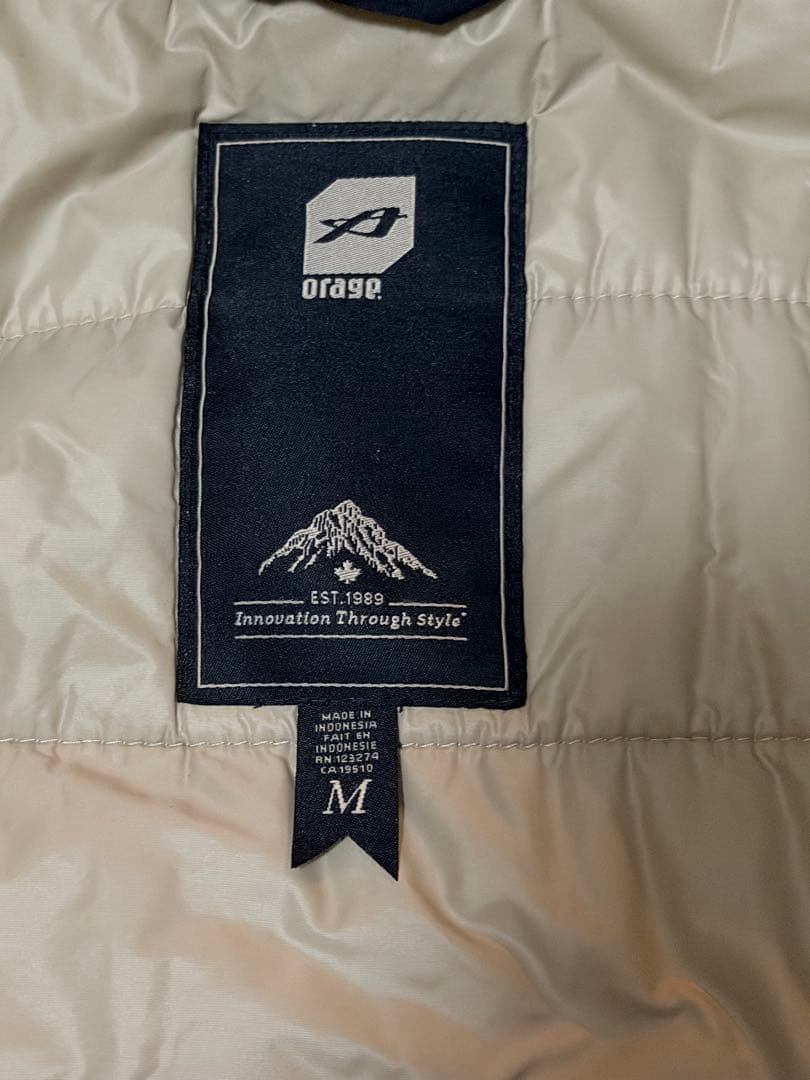 orage
EST.1989
Innovation Through Style
MADE IN
INDONESIA
FAIT EN
INDONESIE
RN:123274
CA 19510
M